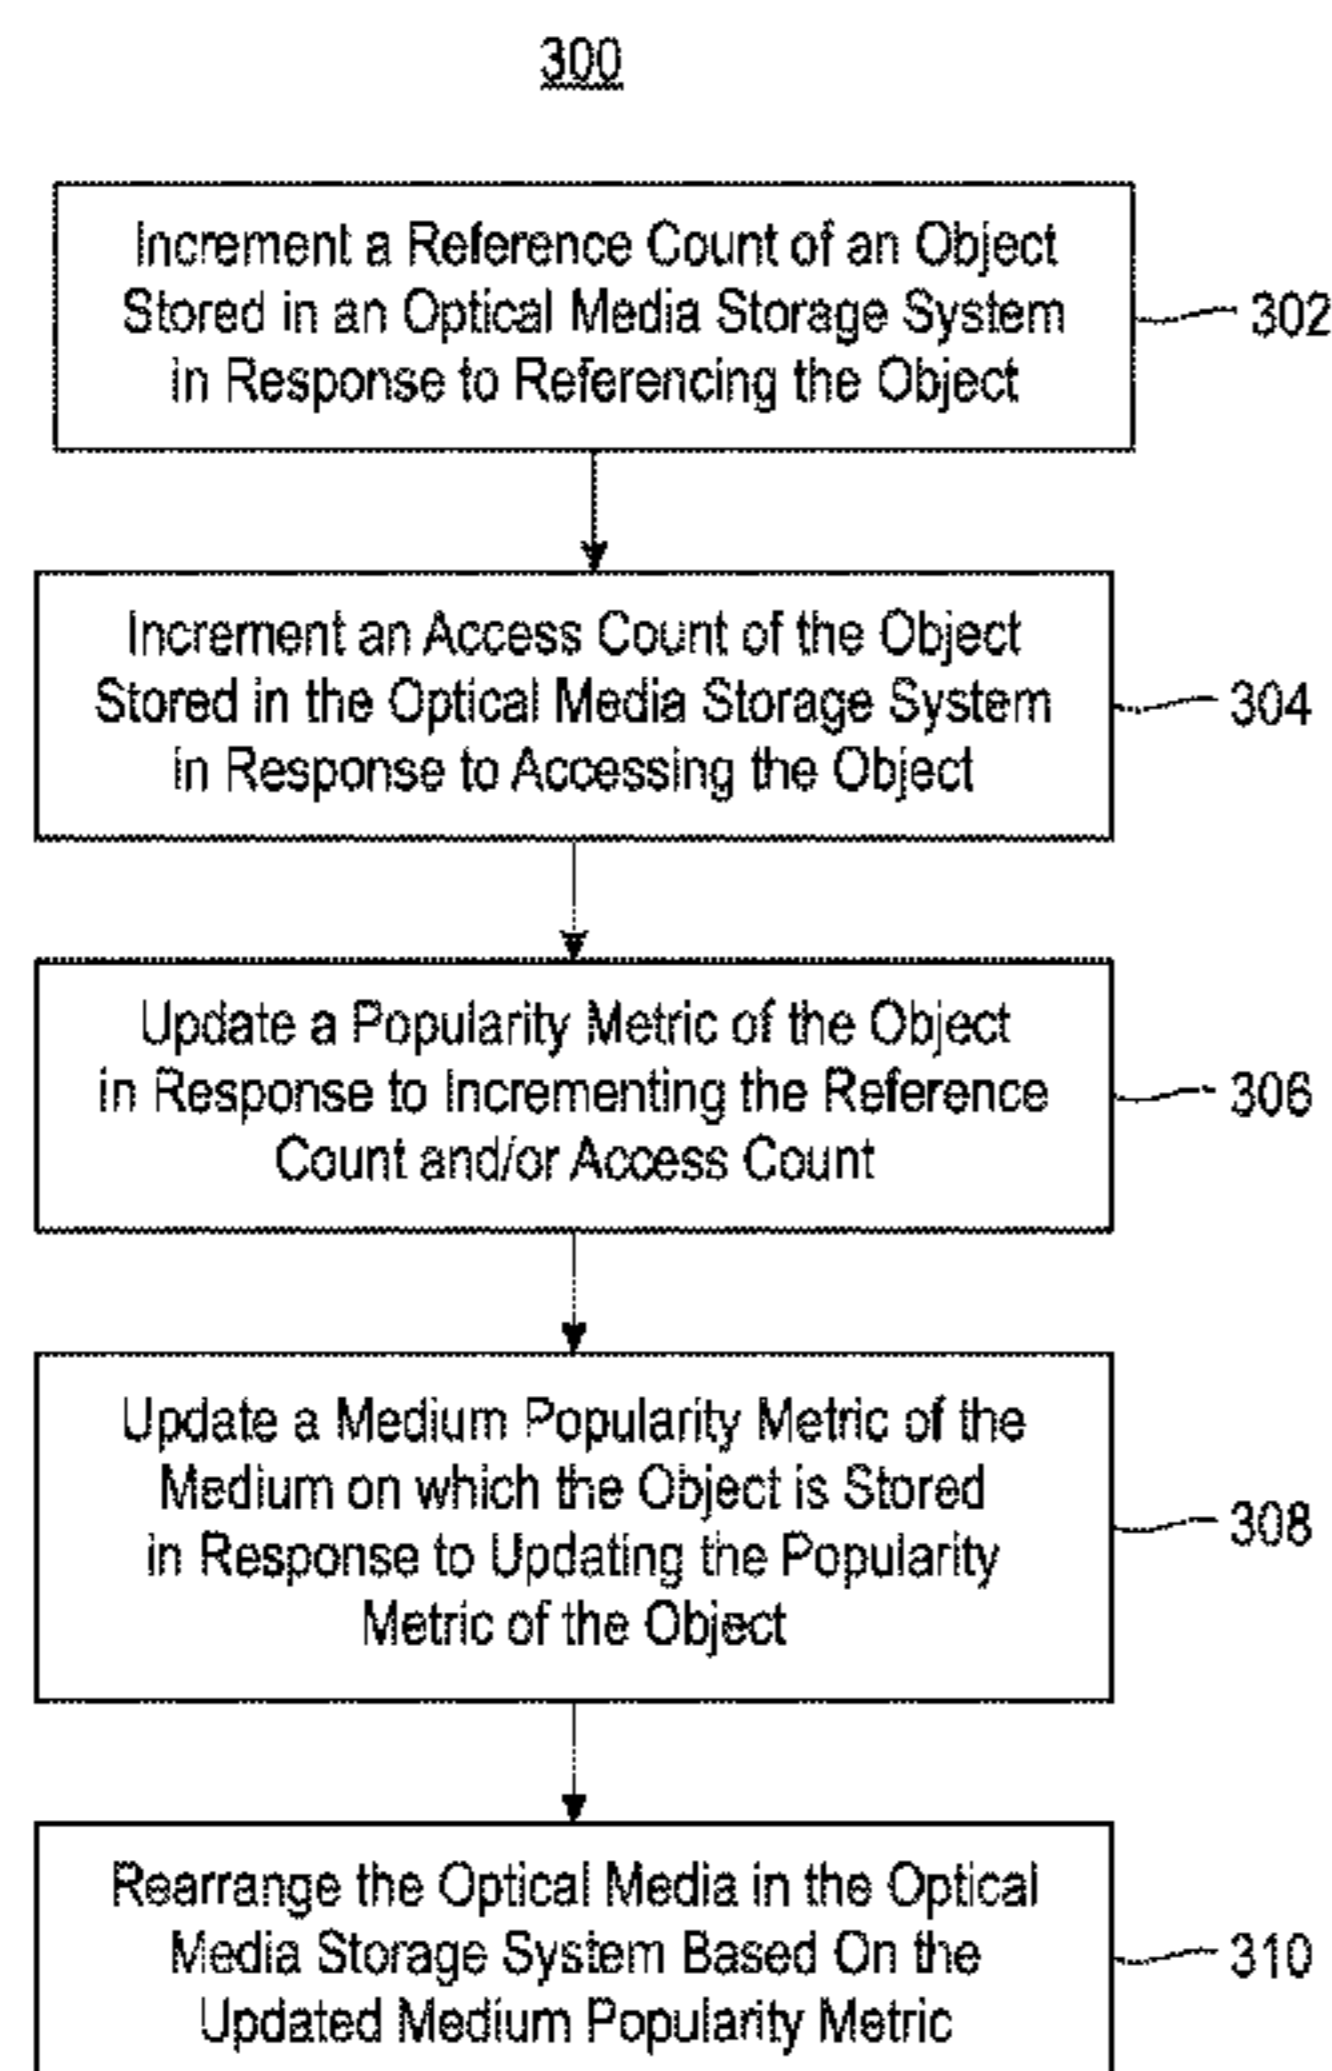 300
Increment a Reference Count of an Object
Stored in an Optical Media Storage System
in Response to Referencing the Object
302
Increment an Access Count of the Object
Stored in the Optical Media Storage System
in Response to Accessing the Object
304
Update a Popularity Metric of the Object
in Response to Incrementing the Reference
Count and/or Access Count
306
Update a Medium Popularity Metric of the
Medium on which the Object is Stored
in Response to Updating the Popularity
Metric of the Object
308
Rearrange the Optical Media in the Optical
Media Storage System Based On the
Updated Medium Popularity Metric
310